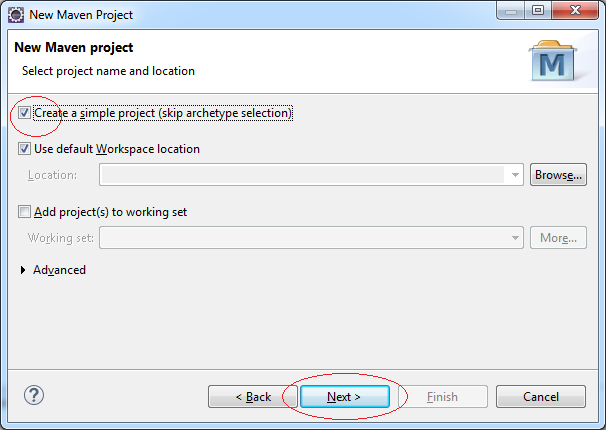 New Maven Project
New Maven project
Select project name and location
M
Create a simple project (skip archetype selection)
Use default Workspace location
Location:
Browse...
Add project(s) to working set
Working set:
More...
Advanced
?
< Back
Next >
Finish
Cancel